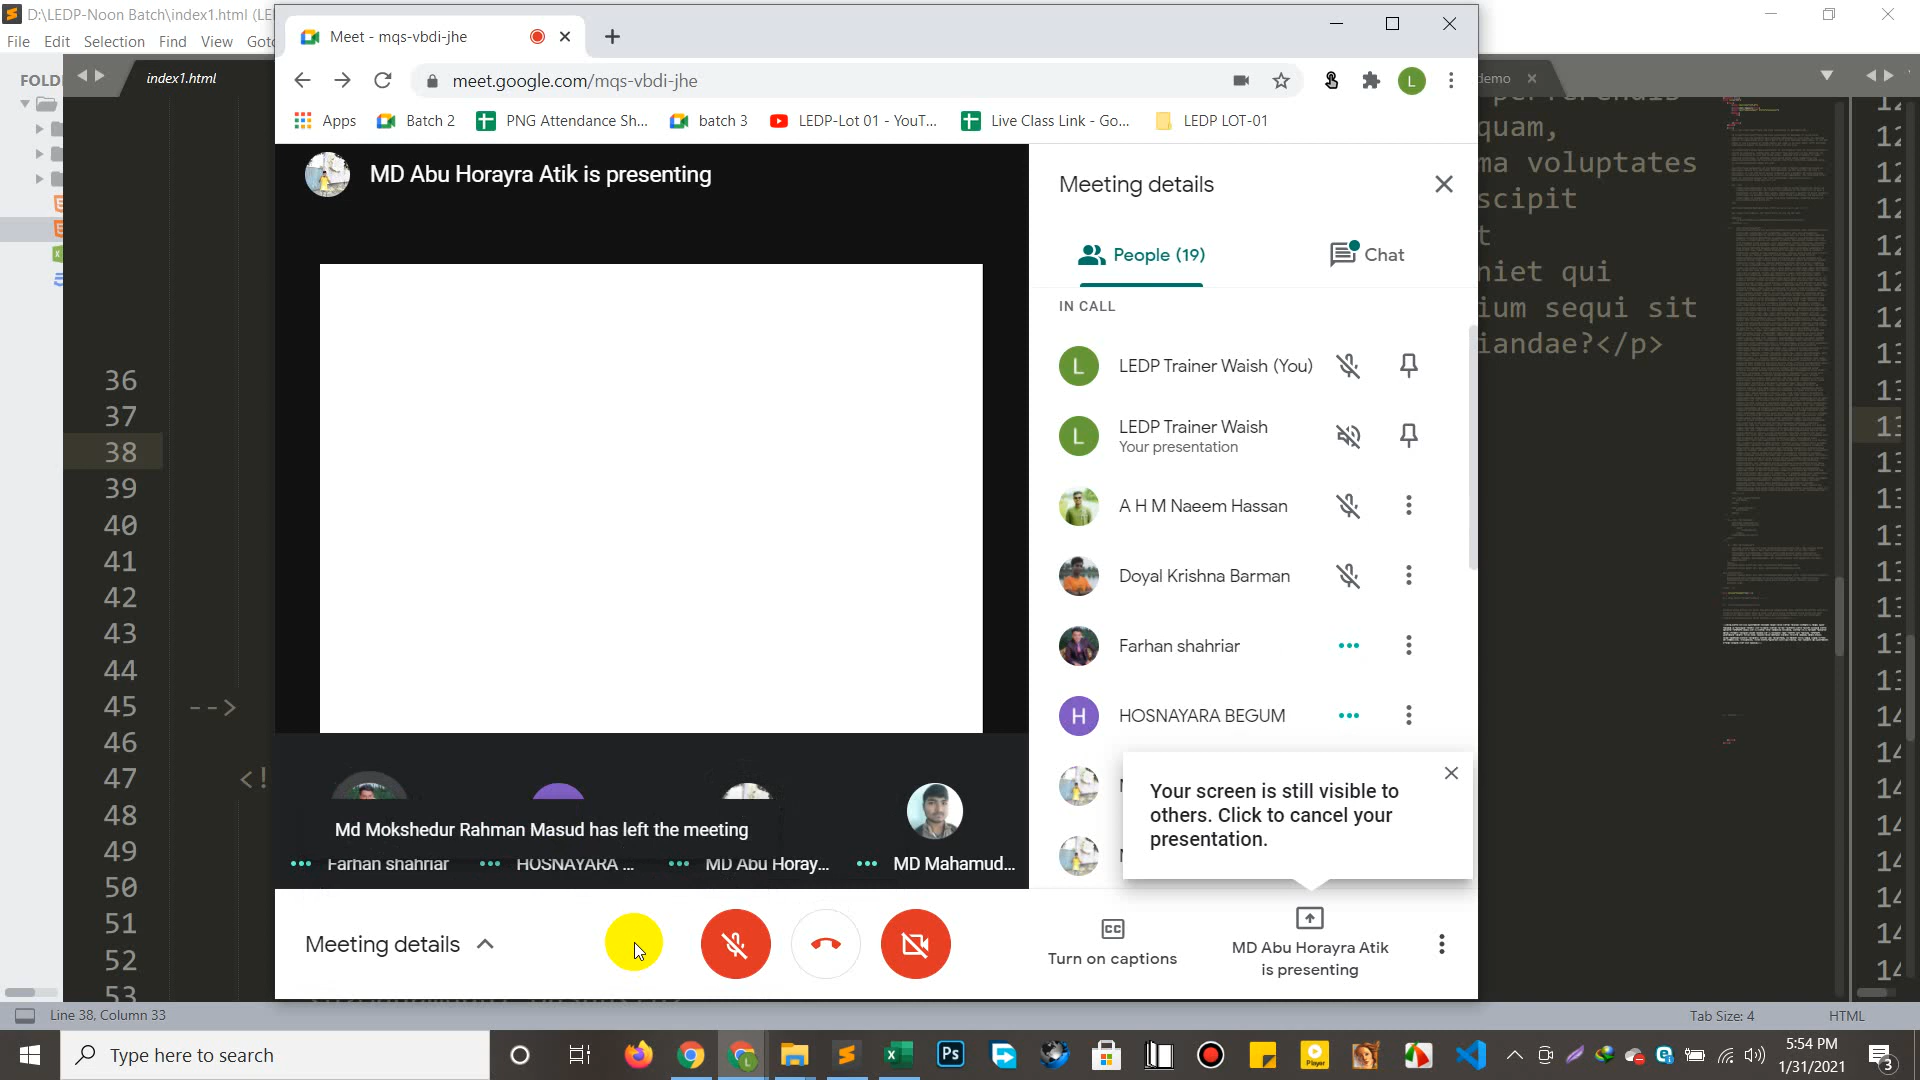 D:\LEDP-Noon Batch\index1.html (LE
File Edit Selection Find View Goto
FOLD
index1.html
36
37
38
39
40
41
42
43
44
45 -->
46
47 <!
48
49
50
51
52
53
Meet - mqs-vbdi-jhe
meet.google.com/mqs-vbdi-jhe
L
Apps Batch 2 PNG Attendance Sh... batch 3 LEDP-Lot 01 - YouT... Live Class Link - Go... LEDP LOT-01
MD Abu Horayra Atik is presenting
Meeting details
People (19) Chat
IN CALL
L LEDP Trainer Waish (You)
L LEDP Trainer Waish
Your presentation
A H M Naeem Hassan
Doyal Krishna Barman
Farhan shahriar
H HOSNAYARA BEGUM
Your screen is still visible to
others. Click to cancel your
presentation.
Md Mokshedur Rahman Masud has left the meeting
Farhan shahriar HOSNAYARA ... MD Abu Horay... MD Mahamud...
Meeting details
CC
Turn on captions
MD Abu Horayra Atik
is presenting
demo
quam,
ma voluptates
scipit
t
niet qui
ium sequi sit
iandae?</p>
Line 38, Column 33
Tab Size: 4 HTML
Type here to search
Ps
Player
5:54 PM
1/31/2021
3